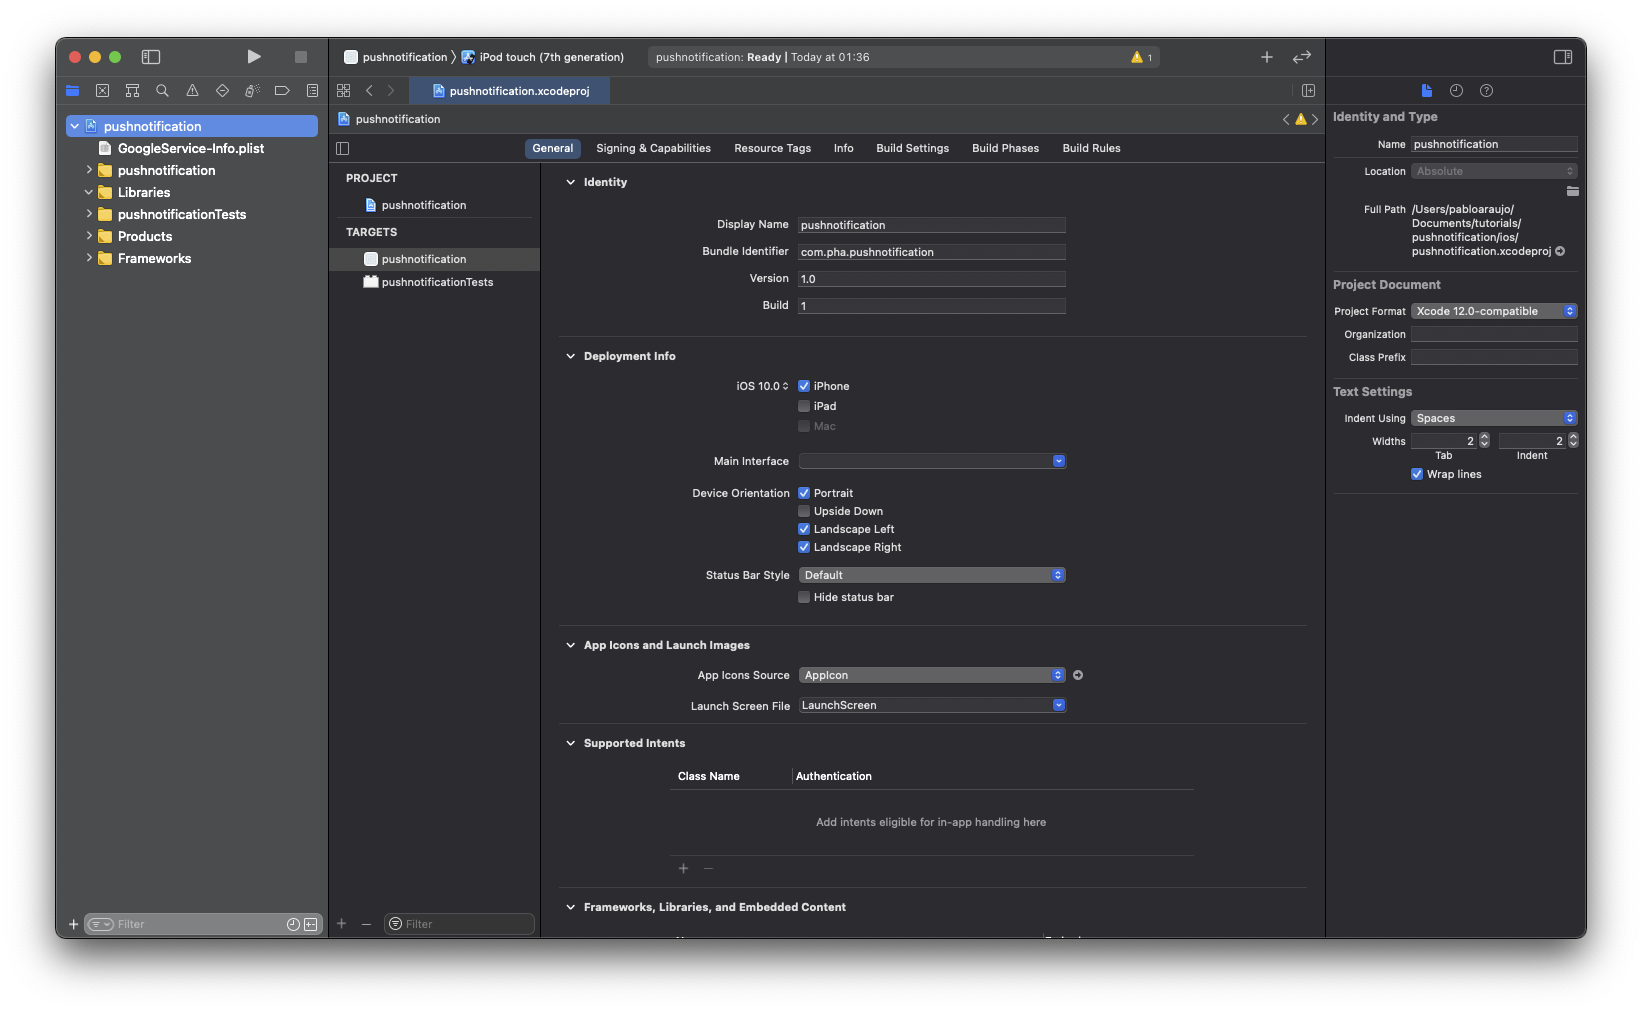 pushnotification
iPod touch (7th generation)
pushnotification: Ready | Today at 01:36
1
pushnotification.xcodeproj
pushnotification
GoogleService-Info.plist
pushnotification
Libraries
pushnotificationTests
Products
Frameworks
Filter
pushnotification
General
Signing & Capabilities
Resource Tags
Info
Build Settings
Build Phases
Build Rules
PROJECT
pushnotification
TARGETS
pushnotification
pushnotificationTests
Filter
Identity
Display Name pushnotification
Bundle Identifier com.pha.pushnotification
Version 1.0
Build 1
Deployment Info
iOS 10.0 iPhone
iPad
Mac
Main Interface
Device Orientation Portrait
Upside Down
Landscape Left
Landscape Right
Status Bar Style Default
Hide status bar
App Icons and Launch Images
App Icons Source AppIcon
Launch Screen File LaunchScreen
Supported Intents
Class Name Authentication
Add intents eligible for in-app handling here
Frameworks, Libraries, and Embedded Content
Identity and Type
Name pushnotification
Location Absolute
Full Path /Users/pabloaraujo/
Documents/tutorials/
pushnotification/ios/
pushnotification.xcodeproj
Project Document
Project Format Xcode 12.0-compatible
Organization
Class Prefix
Text Settings
Indent Using Spaces
Widths 2 2
Tab Indent
Wrap lines